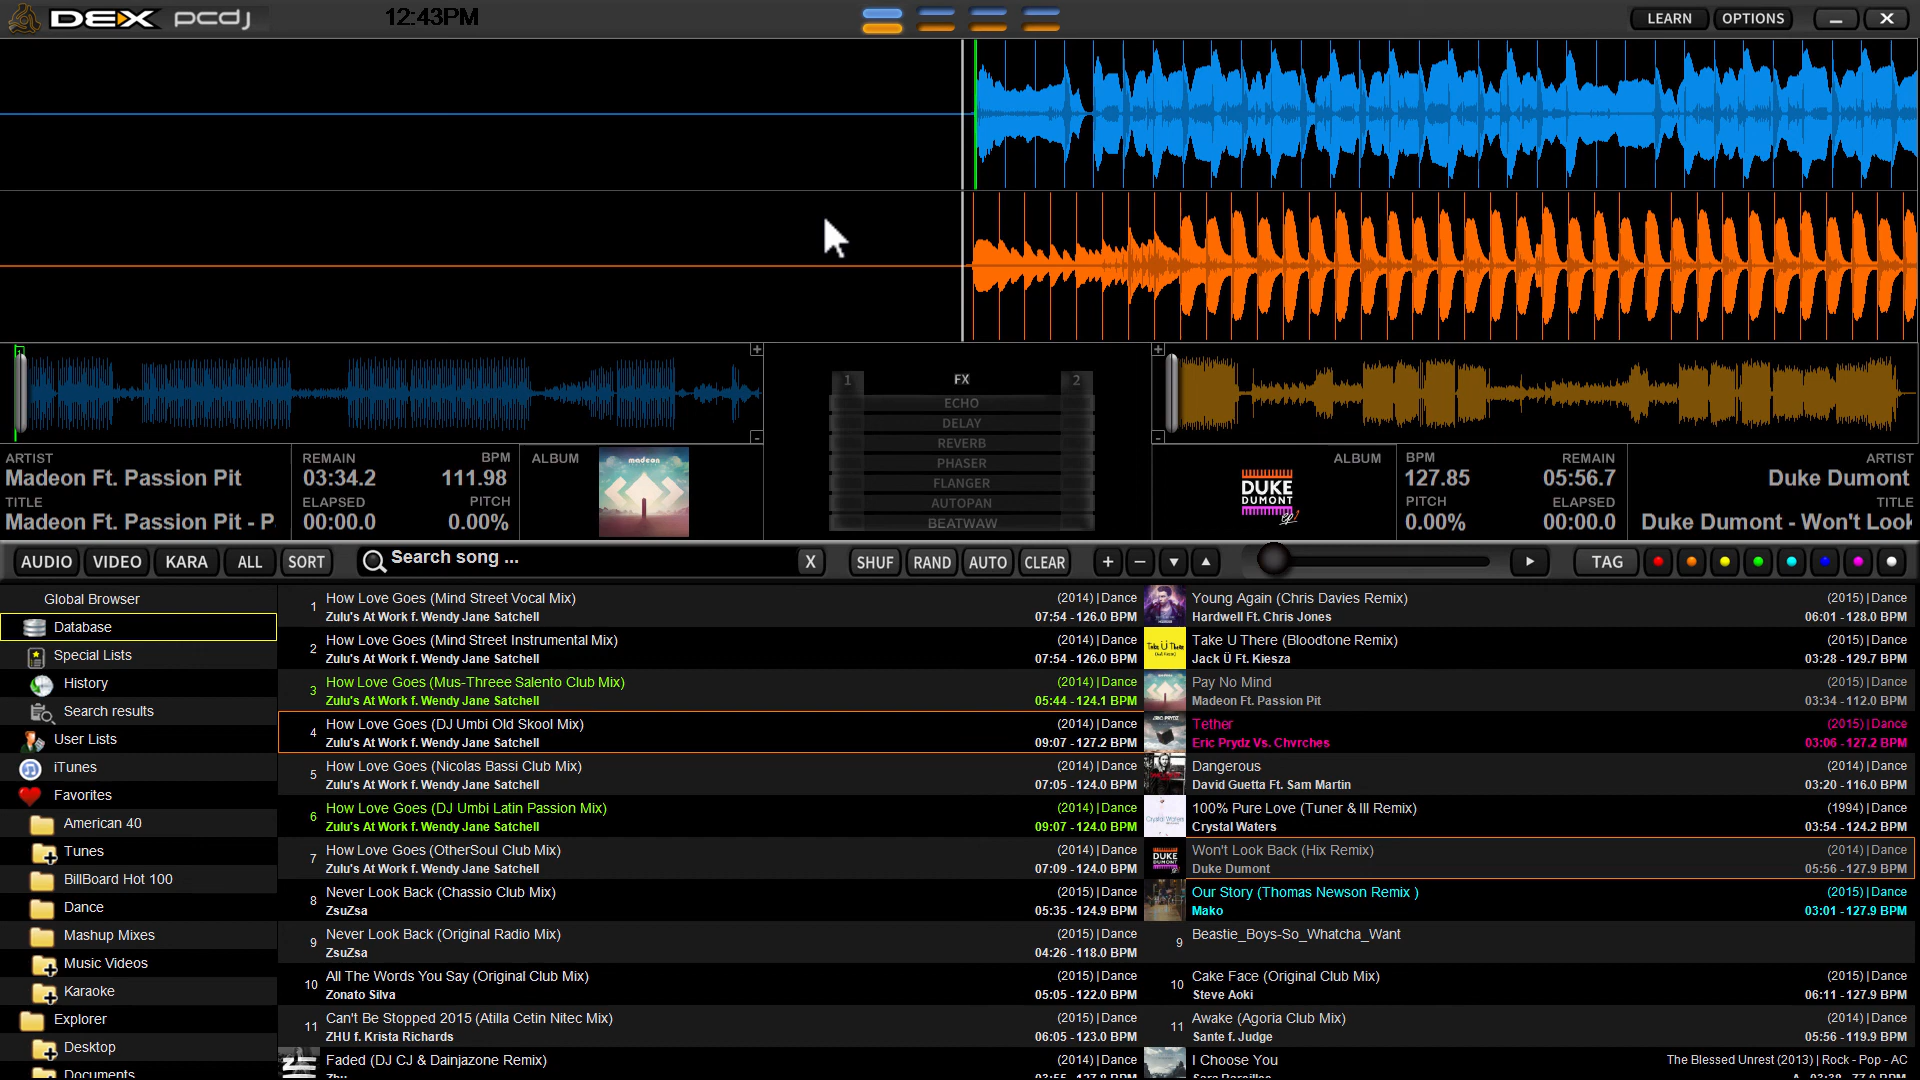 DEX pcdj 12:43PM LEARN OPTIONS
1 FX 2
ECHO
DELAY
REVERB
PHASER
FLANGER
AUTOPAN
BEATWAW
ARTIST REMAIN BPM ALBUM
Madeon Ft. Passion Pit 03:34.2 111.98
TITLE ELAPSED PITCH
Madeon Ft. Passion Pit - P 00:00.0 0.00%
madeon
DUKE
DUMONT
ep1
ALBUM BPM REMAIN ARTIST
127.85 05:56.7 Duke Dumont
PITCH ELAPSED TITLE
0.00% 00:00.0 Duke Dumont - Won't Look
AUDIO VIDEO KARA ALL SORT Search song ... X SHUF RAND AUTO CLEAR + − TAG
Global Browser
Database
Special Lists
History
Search results
User Lists
iTunes
Favorites
American 40
Tunes
BillBoard Hot 100
Dance
Mashup Mixes
Music Videos
Karaoke
Explorer
Desktop
Documents
1 How Love Goes (Mind Street Vocal Mix) (2014)|Dance
Zulu's At Work f. Wendy Jane Satchell 07:54 -126.0 BPM
2 How Love Goes (Mind Street Instrumental Mix) (2014)|Dance
Zulu's At Work f. Wendy Jane Satchell 07:54 -126.0 BPM
3 How Love Goes (Mus-Threee Salento Club Mix) (2014)|Dance
Zulu's At Work f. Wendy Jane Satchell 05:44 -124.1 BPM
4 How Love Goes (DJ Umbi Old Skool Mix) (2014)|Dance
Zulu's At Work f. Wendy Jane Satchell 09:07 -127.2 BPM
5 How Love Goes (Nicolas Bassi Club Mix) (2014)|Dance
Zulu's At Work f. Wendy Jane Satchell 07:05 -124.0 BPM
6 How Love Goes (DJ Umbi Latin Passion Mix) (2014)|Dance
Zulu's At Work f. Wendy Jane Satchell 09:07 -124.0 BPM
7 How Love Goes (OtherSoul Club Mix) (2014)|Dance
Zulu's At Work f. Wendy Jane Satchell 07:09 -124.0 BPM
8 Never Look Back (Chassio Club Mix) (2015)|Dance
ZsuZsa 05:35 -124.9 BPM
9 Never Look Back (Original Radio Mix) (2015)|Dance
ZsuZsa 04:26 -118.0 BPM
10 All The Words You Say (Original Club Mix) (2015)|Dance
Zonato Silva 05:05 -122.0 BPM
11 Can't Be Stopped 2015 (Atilla Cetin Nitec Mix) (2015)|Dance
ZHU f. Krista Richards 06:05 -123.0 BPM
Faded (DJ CJ & Dainjazone Remix) (2014)|Dance
Zhu 03:55 -127.8 BPM
Young Again (Chris Davies Remix) (2015)|Dance
Hardwell Ft. Chris Jones 06:01 -128.0 BPM
Take U There (Bloodtone Remix) (2015)|Dance
Jack Ü Ft. Kiesza 03:28 -129.7 BPM
Pay No Mind (2015)|Dance
Madeon Ft. Passion Pit 03:34 -112.0 BPM
Tether (2015)|Dance
Eric Prydz Vs. Chvrches 03:06 -127.2 BPM
Dangerous (2014)|Dance
David Guetta Ft. Sam Martin 03:20 -116.0 BPM
100% Pure Love (Tuner & Ill Remix) (1994)|Dance
Crystal Waters 03:54 -124.2 BPM
Won't Look Back (Hix Remix) (2014)|Dance
Duke Dumont 05:56 -127.9 BPM
Our Story (Thomas Newson Remix ) (2015)|Dance
Mako 03:01 -127.9 BPM
9 Beastie_Boys-So_Whatcha_Want
10 Cake Face (Original Club Mix) (2015)|Dance
Steve Aoki 06:11 -127.9 BPM
11 Awake (Agoria Club Mix) (2014)|Dance
Sante f. Judge 05:56 -119.9 BPM
I Choose You The Blessed Unrest (2013) | Rock - Pop - AC
Sara Bareilles